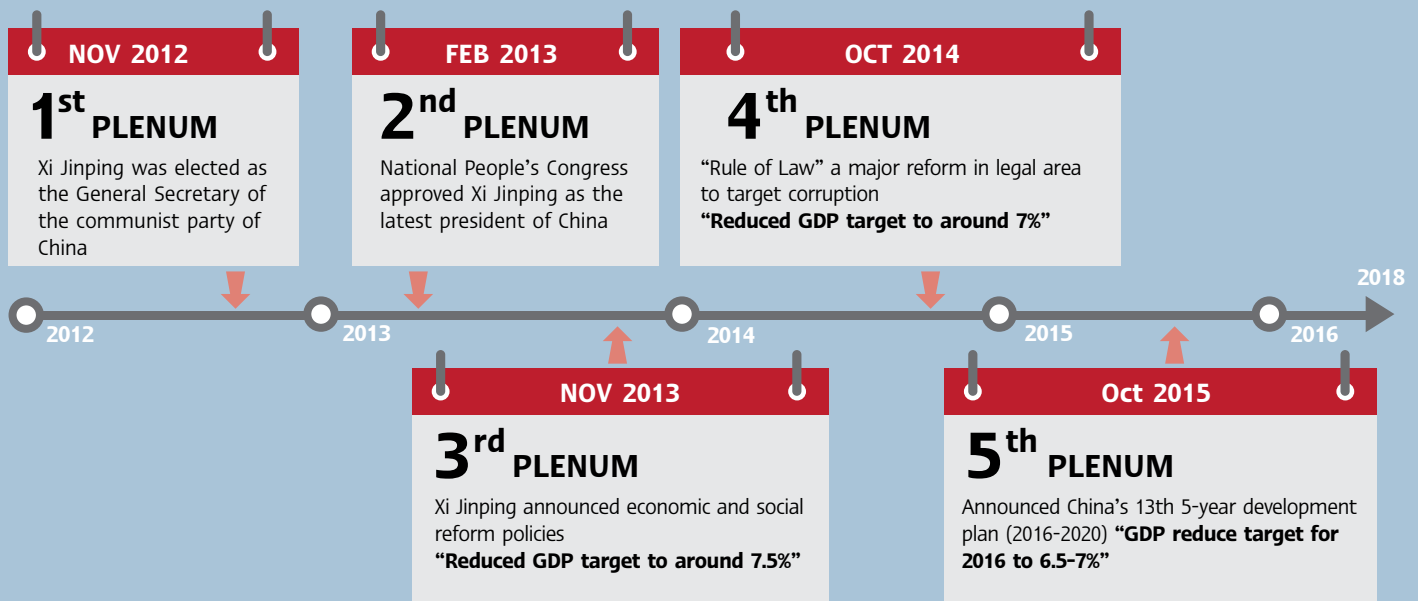 NOV 2012
1st PLENUM
Xi Jinping was elected as
the General Secretary of
the communist party of
China
FEB 2013
2nd PLENUM
National People's Congress
approved Xi Jinping as the
latest president of China
OCT 2014
4th PLENUM
“Rule of Law” a major reform in legal area
to target corruption
“Reduced GDP target to around 7%”
2012
2013
2014
2015
2016
2018
NOV 2013
3rd PLENUM
Xi Jinping announced economic and social
reform policies
“Reduced GDP target to around 7.5%”
Oct 2015
5th PLENUM
Announced China's 13th 5-year development
plan (2016-2020) “GDP reduce target for
2016 to 6.5-7%”